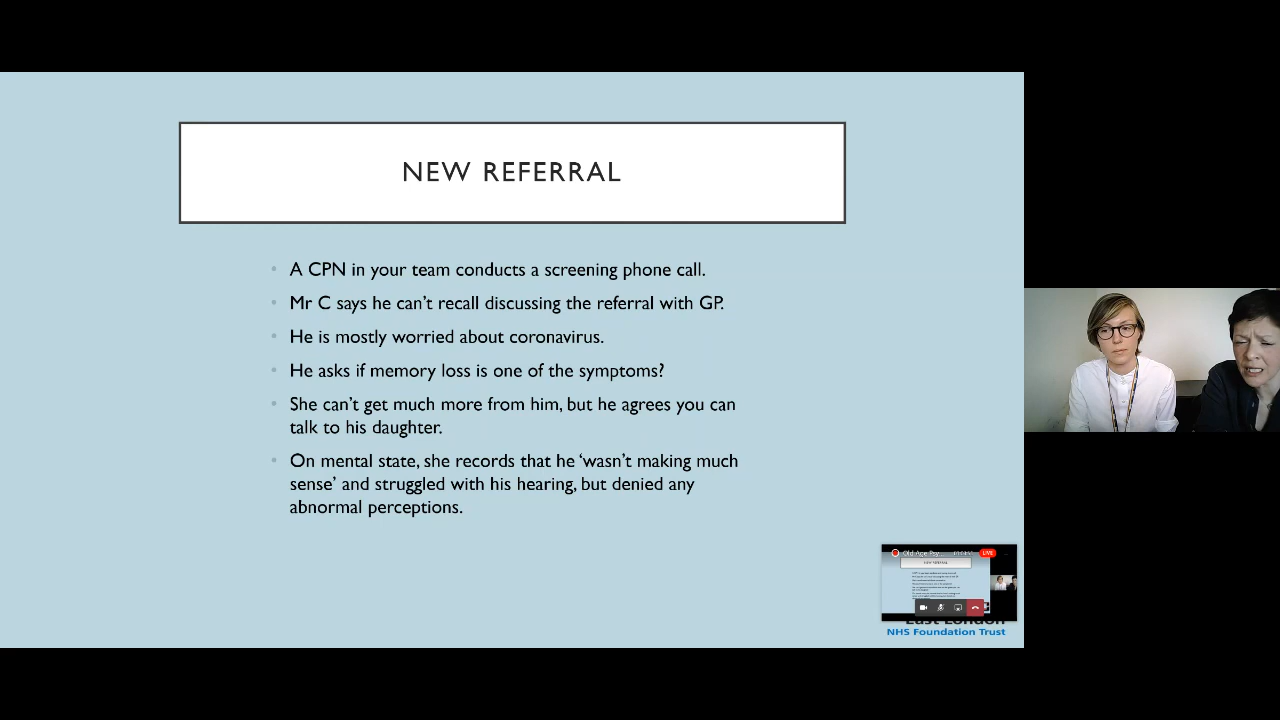 NEW REFERRAL
• A CPN in your team conducts a screening phone call.
• Mr C says he can’t recall discussing the referral with GP.
• He is mostly worried about coronavirus.
• He asks if memory loss is one of the symptoms?
• She can’t get much more from him, but he agrees you can
talk to his daughter.
• On mental state, she records that he ‘wasn’t making much
sense’ and struggled with his hearing, but denied any
abnormal perceptions.
Old Age Psy...
LIVE
NEW REFERRAL
East London
NHS Foundation Trust